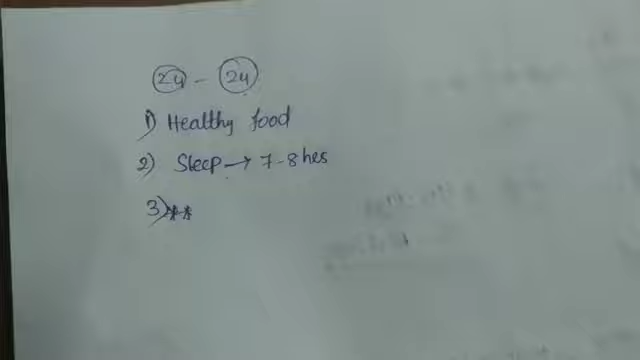 24 - 24
1) Healthy food
2) Sleep → 7-8 hrs
3) **